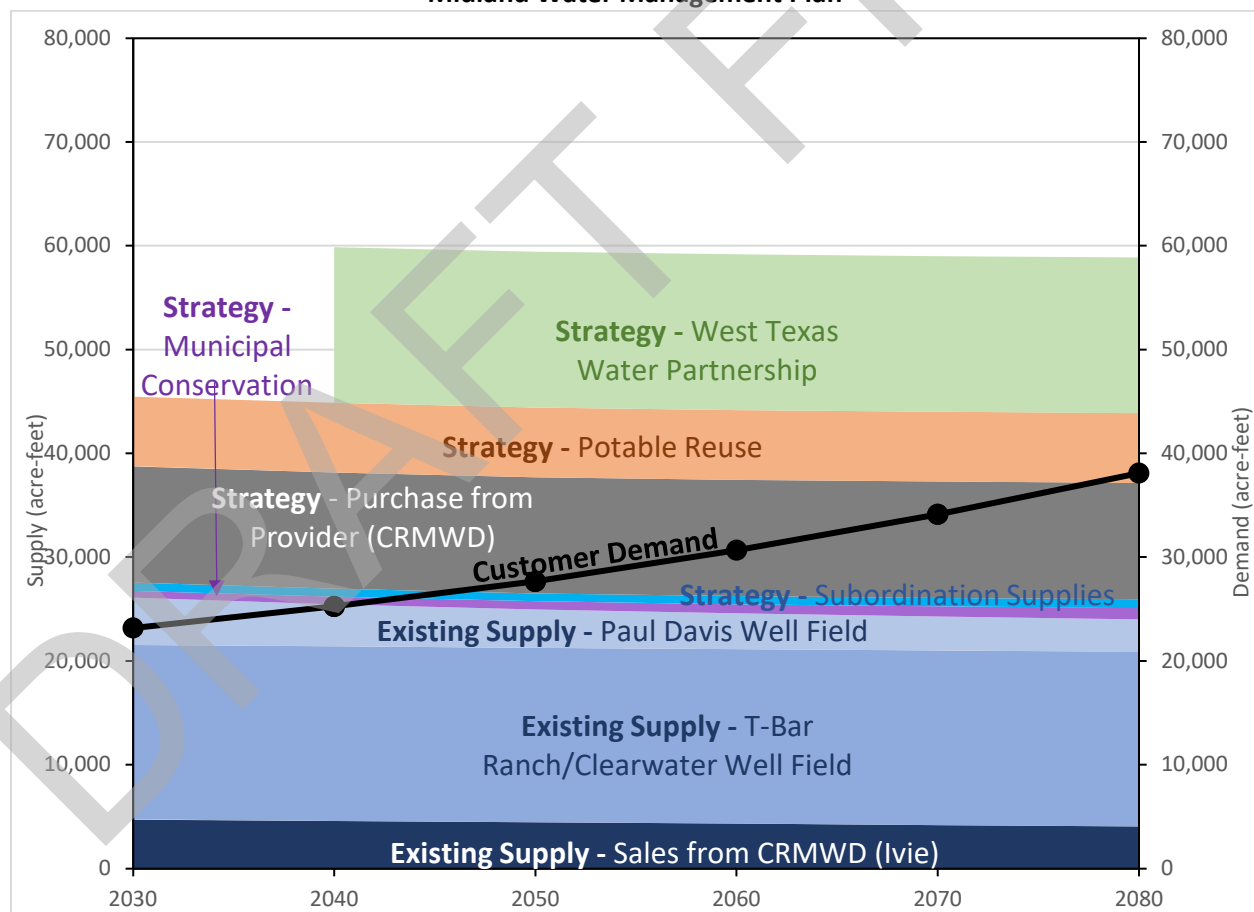 Midland Water Management Plan
80,000
70,000
60,000
50,000
40,000
30,000
20,000
10,000
0
Supply (acre-feet)
80,000
70,000
60,000
50,000
40,000
30,000
20,000
10,000
0
Demand (acre-feet)
2030
2040
2050
2060
2070
2080
Strategy -
Municipal
Conservation
Strategy - West Texas
Water Partnership
Strategy - Potable Reuse
Strategy - Purchase from
Provider (CRMWD)
Customer Demand
Strategy - Subordination Supplies
Existing Supply - Paul Davis Well Field
Existing Supply - T-Bar
Ranch/Clearwater Well Field
Existing Supply - Sales from CRMWD (Ivie)
DRAFT